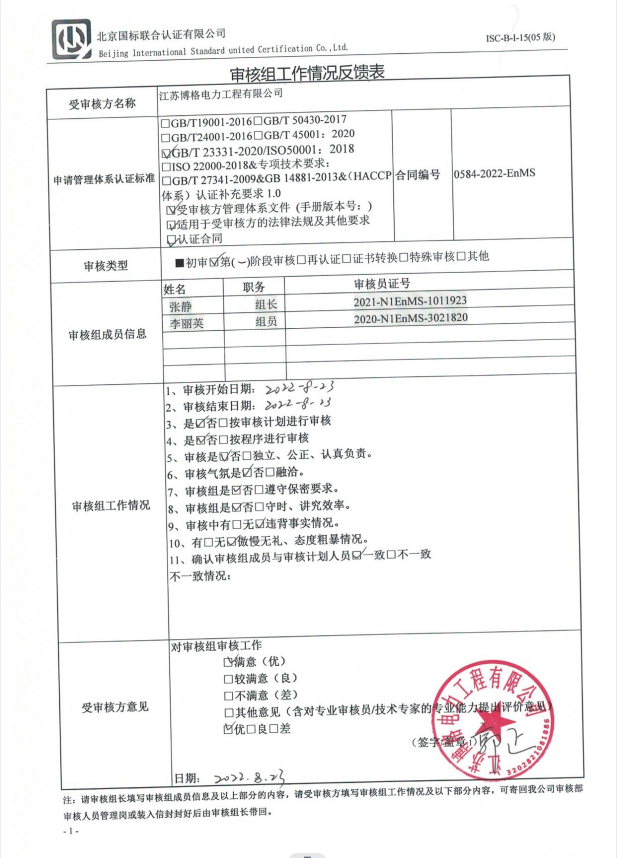 北京国标联合认证有限公司
Beijing International Standard united Certification Co.,Ltd.
ISC-B-I-15(05 版)
审核组工作情况反馈表
受审核方名称
江苏博格电力工程有限公司
申请管理体系认证标准
□GB/T19001-2016□GB/T 50430-2017
□GB/T24001-2016□GB/T 45001：2020
☑GB/T 23331-2020/ISO50001：2018
□ISO 22000-2018&专项技术要求:
□GB/T 27341-2009&GB 14881-2013&（HACCP
体系）认证补充要求 1.0
☑受审核方管理体系文件（手册版本号：）
☑适用于受审核方的法律法规及其要求
☑认证合同
合同编号
0584-2022-EnMS
审核类型
■初审☑第(一)阶段审核□再认证□证书转换□特殊审核□其他
审核组成员信息
姓名 职务 审核员证号
张静 组长 2021-N1EnMS-1011923
李丽英 组员 2020-N1EnMS-3021820
审核组工作情况
1、审核开始日期： 2022-8-23
2、审核结束日期： 2022-8-23
3、是☑否□按审核计划进行审核
4、是☑否□按程序进行审核
5、审核是☑否□独立、公正、认真负责。
6、审核气氛是☑否□融洽。
7、审核组是☑否□遵守保密要求。
8、审核组是☑否□守时、讲究效率。
9、审核中有□无☑违背事实情况。
10、有□无☑傲慢无礼、态度粗暴情况。
11、确认审核组成员与审核计划人员☑一致□不一致
不一致情况：
受审核方意见
对审核组审核工作
☑满意（优）
□较满意（良）
□不满意（差）
□其他意见（含对专业审核员/技术专家的专业能力提出评价意见）
☑优□良□差
（签字/盖章）
江苏博格电力工程有限公司
3202821081886
日期： 2022.8.23
注：请审核组长填写审核组成员信息及以上部分的内容，请受审核方填写审核组工作情况及以下部分内容，可寄回我公司审核部
审核人员管理岗或装入信封封好后由审核组长带回。
- 1 -